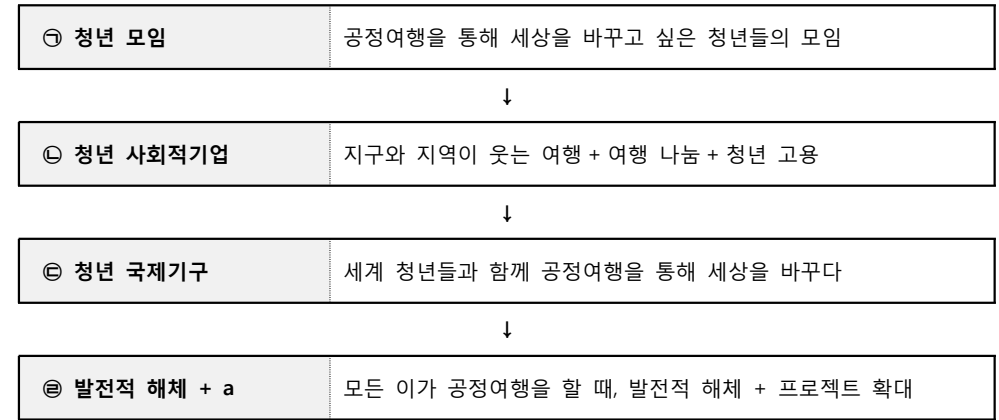 ㉠ 청년 모임 공정여행을 통해 세상을 바꾸고 싶은 청년들의 모임
↓
㉡ 청년 사회적기업 지구와 지역이 웃는 여행 + 여행 나눔 + 청년 고용
↓
㉢ 청년 국제기구 세계 청년들과 함께 공정여행을 통해 세상을 바꾸다
↓
㉣ 발전적 해체 + a 모든 이가 공정여행을 할 때, 발전적 해체 + 프로젝트 확대